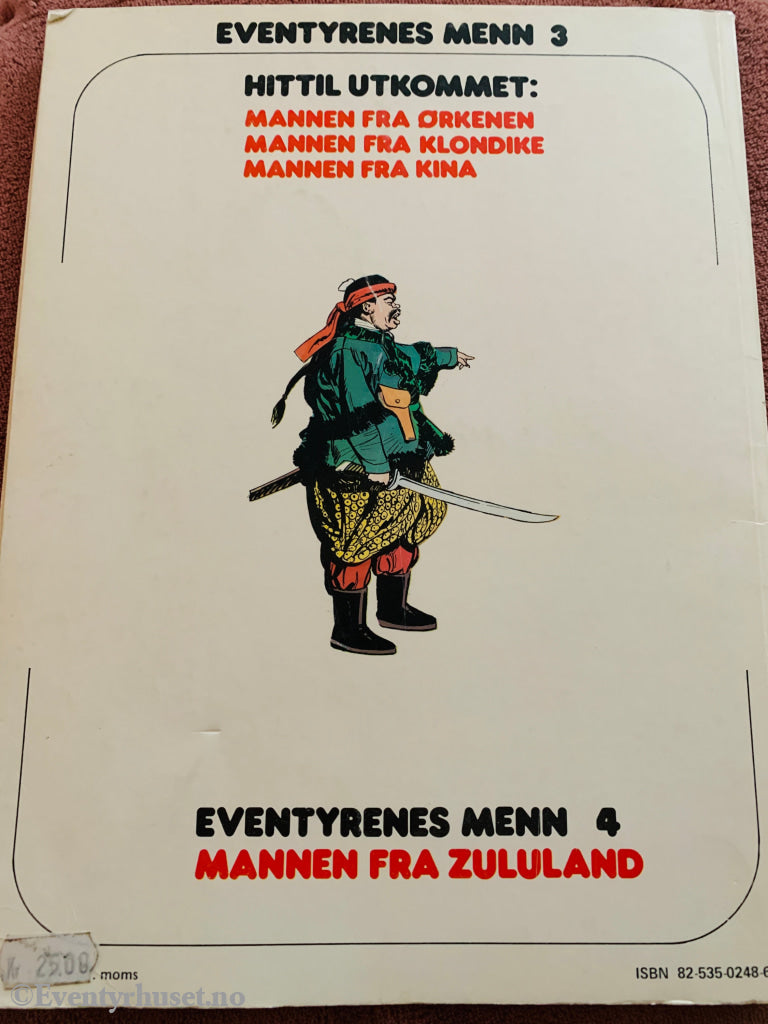 EVENTYRENES MENN 3
HITTIL UTKOMMET:
MANNEN FRA ØRKENEN
MANNEN FRA KLONDIKE
MANNEN FRA KINA
EVENTYRENES MENN 4
MANNEN FRA ZULULAND
25.00
moms
ISBN 82-535-0248-6
©Eventyrhuset.no